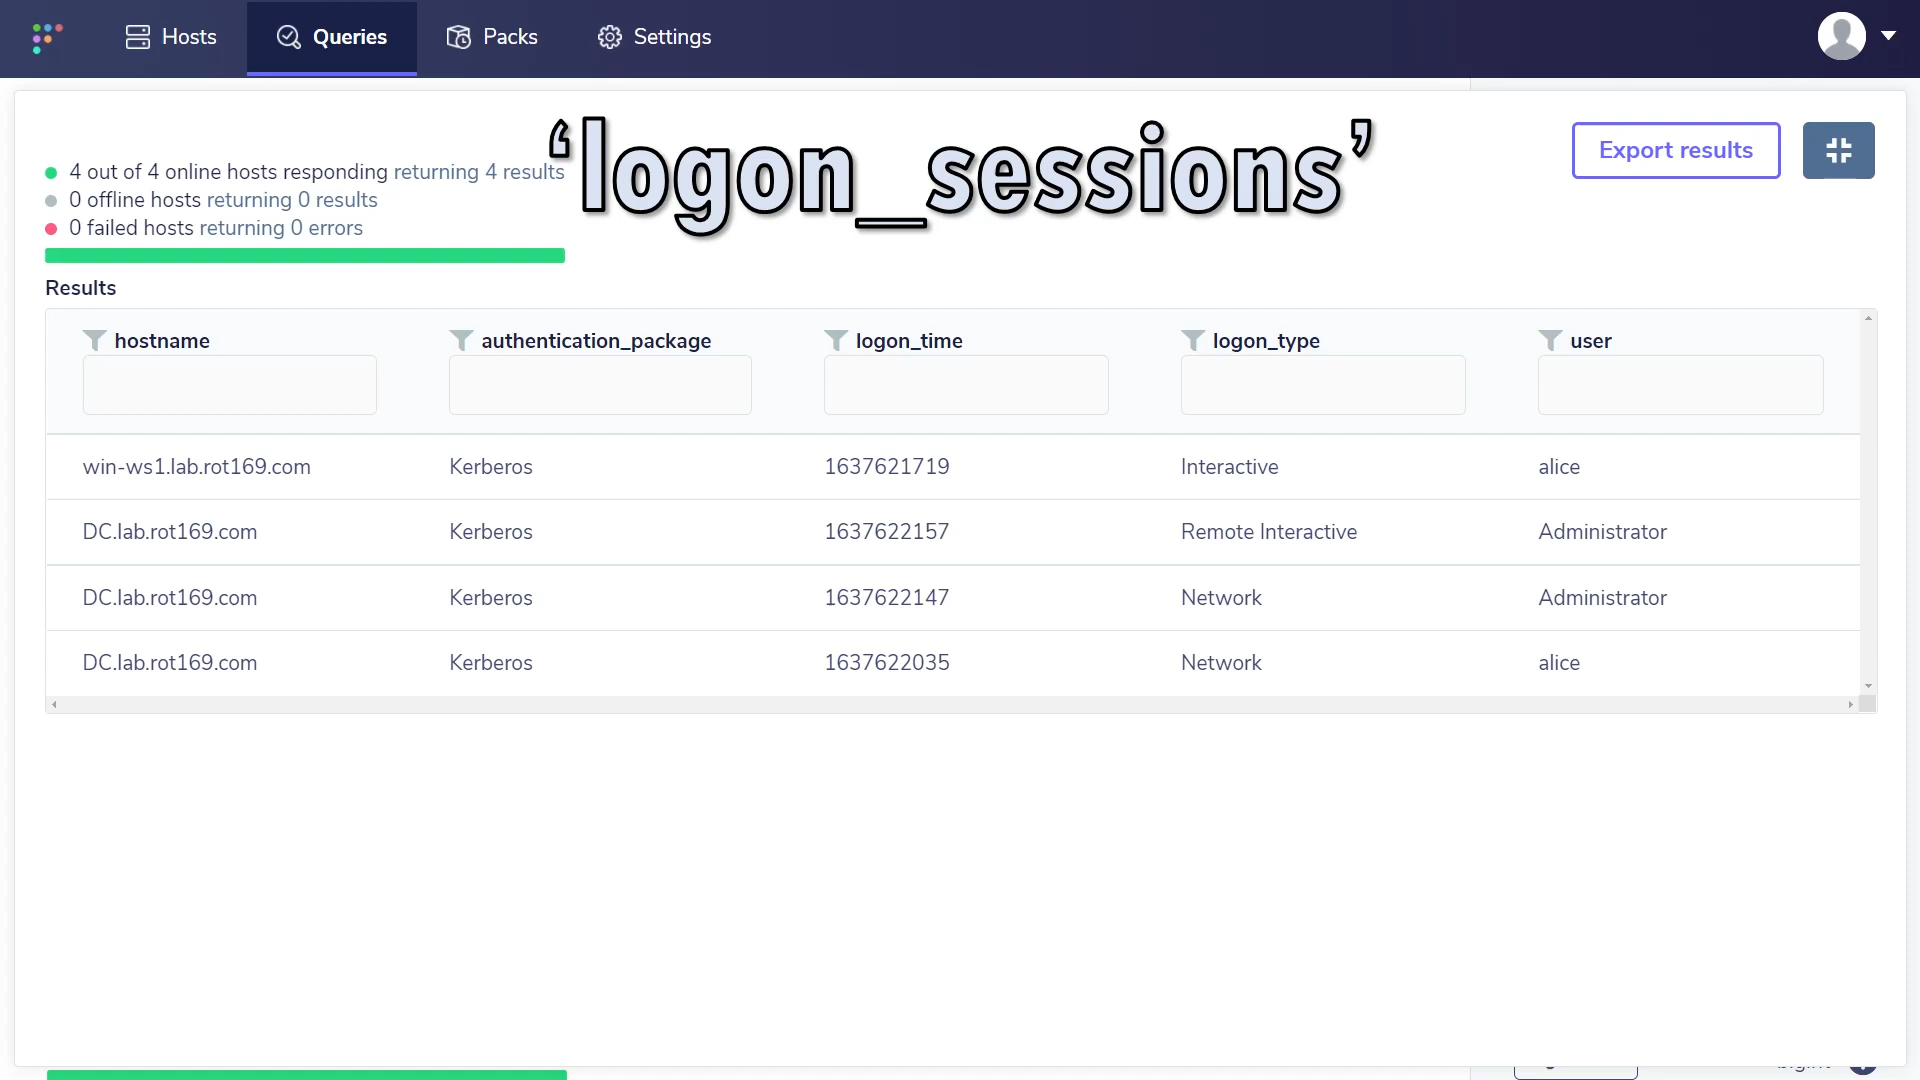 Hosts Queries Packs Settings
‘logon_sessions’
Export results
4 out of 4 online hosts responding returning 4 results
0 offline hosts returning 0 results
0 failed hosts returning 0 errors
Results
hostname authentication_package logon_time logon_type user
win-ws1.lab.rot169.com Kerberos 1637621719 Interactive alice
DC.lab.rot169.com Kerberos 1637622157 Remote Interactive Administrator
DC.lab.rot169.com Kerberos 1637622147 Network Administrator
DC.lab.rot169.com Kerberos 1637622035 Network alice